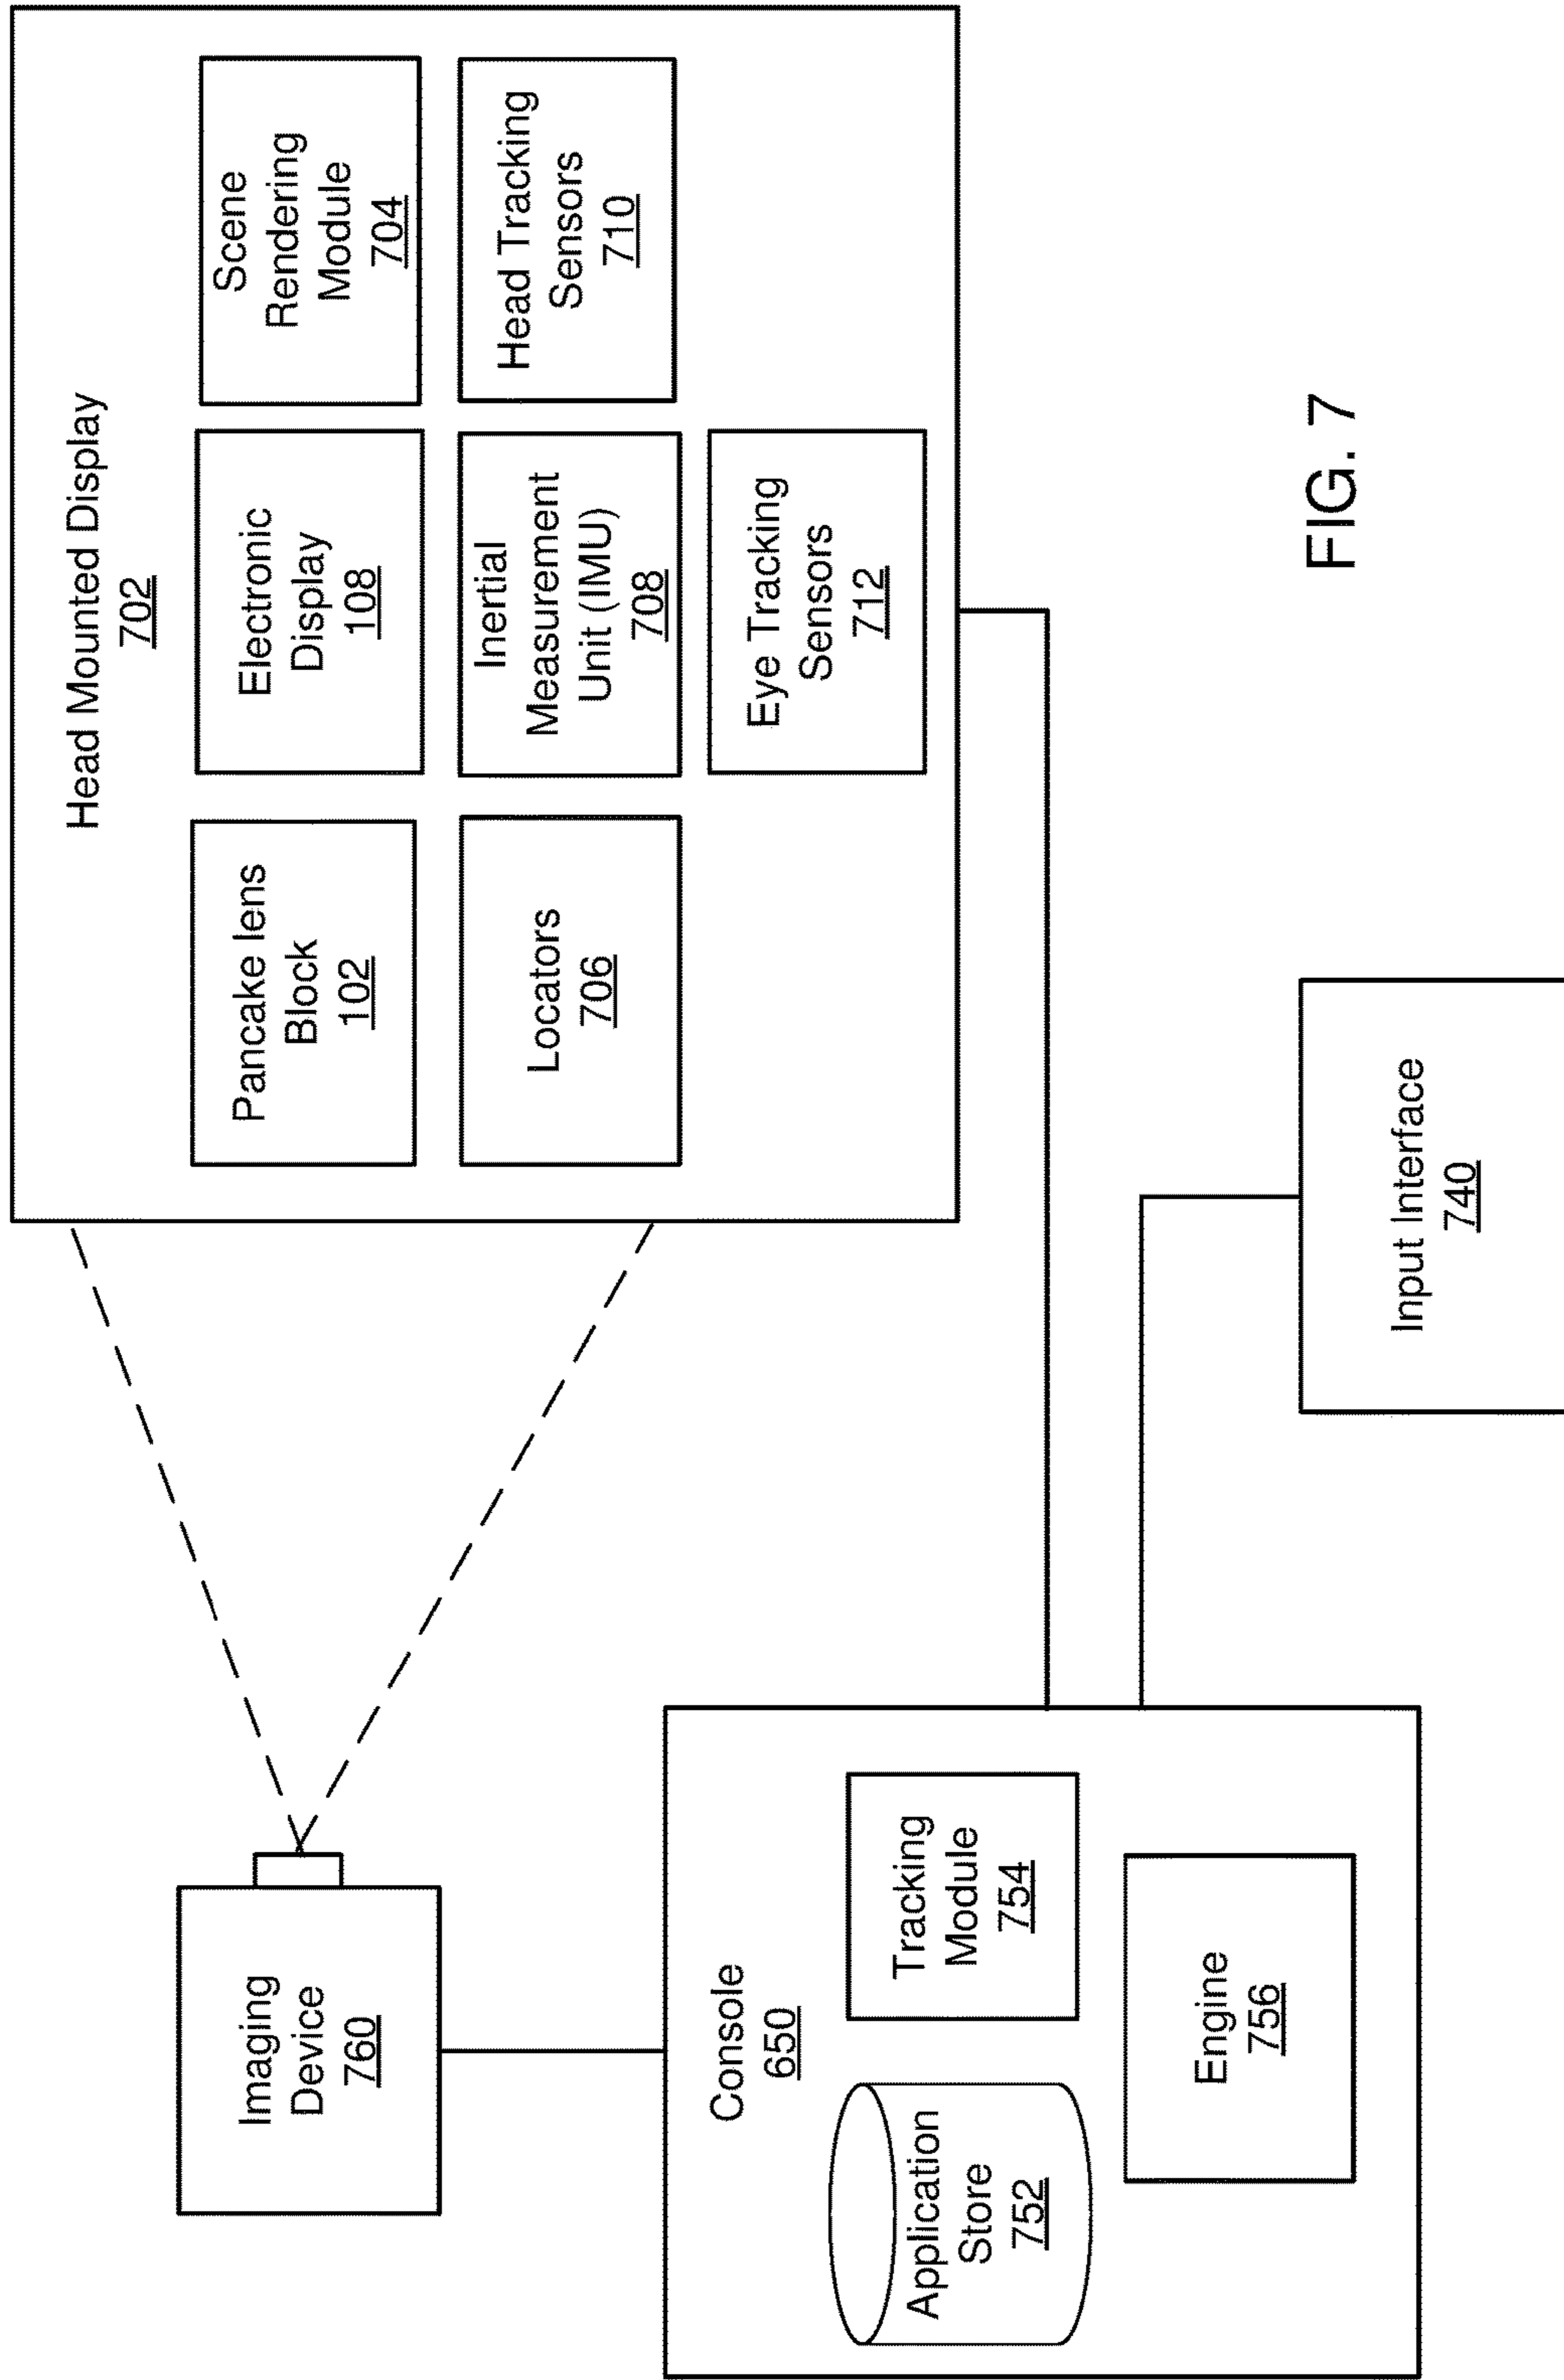 Head Mounted Display
702
Pancake lens
Block
102
Electronic
Display
108
Scene
Rendering
Module
704
Locators
706
Inertial
Measurement
Unit (IMU)
708
Head Tracking
Sensors
710
Eye Tracking
Sensors
712
Imaging
Device
760
Console
650
Application
Store
752
Tracking
Module
754
Engine
756
Input Interface
740
FIG. 7